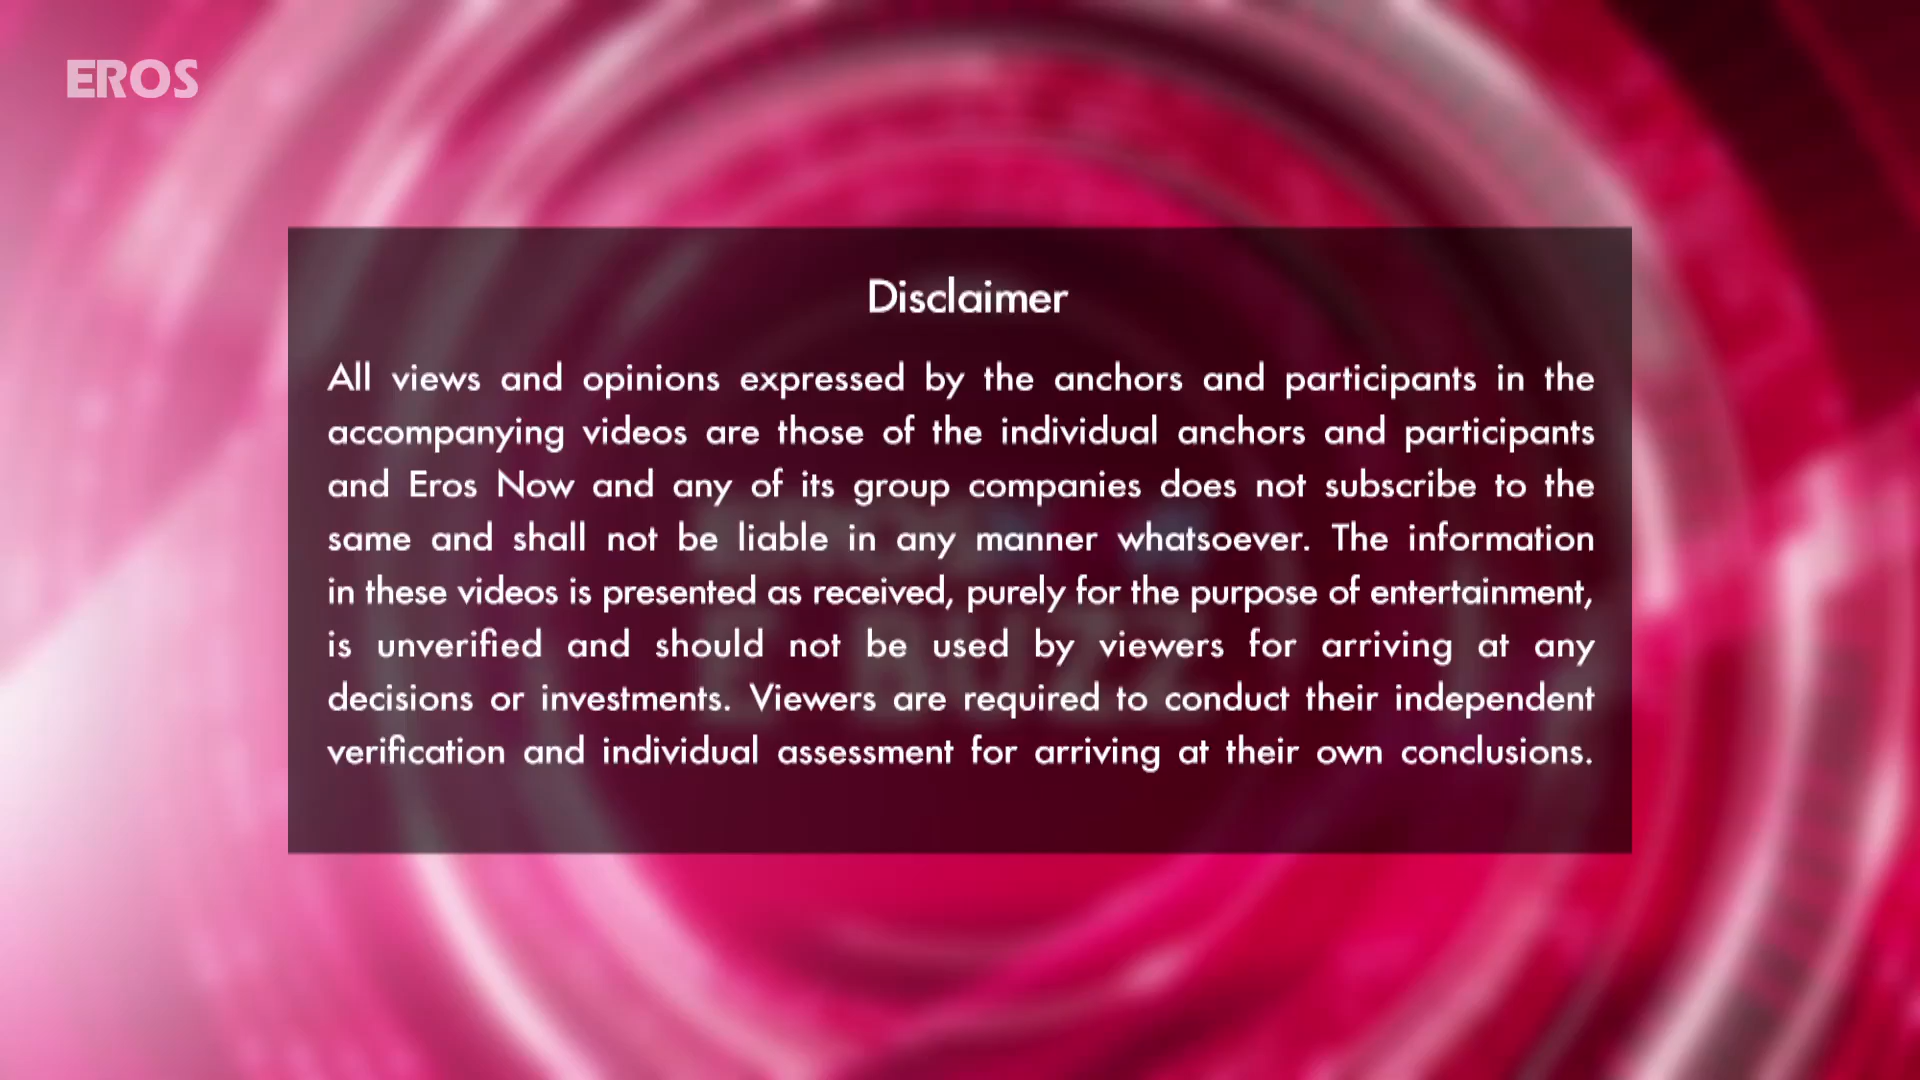 EROS
Disclaimer
All views and opinions expressed by the anchors and participants in the
accompanying videos are those of the individual anchors and participants
and Eros Now and any of its group companies does not subscribe to the
same and shall not be liable in any manner whatsoever. The information
in these videos is presented as received, purely for the purpose of entertainment,
is unverified and should not be used by viewers for arriving at any
decisions or investments. Viewers are required to conduct their independent
verification and individual assessment for arriving at their own conclusions.